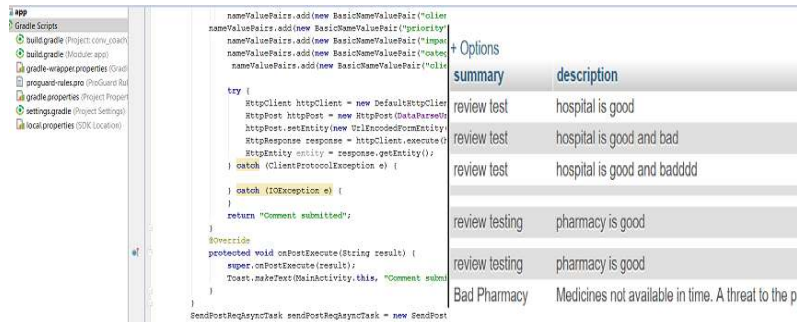 app
Gradle Scripts
build.gradle (Project: conv_coach)
build.gradle (Module: app)
gradle-wrapper.properties (Gradl
proguard-rules.pro (ProGuard Rul
gradle.properties (Project Propert
settings.gradle (Project Settings)
local.properties (SDK Location)
nameValuePairs.add(new BasicNameValuePair("clien
nameValuePairs.add(new BasicNameValuePair("priority"
nameValuePairs.add(new BasicNameValuePair("impac
nameValuePairs.add(new BasicNameValuePair("categ
nameValuePairs.add(new BasicNameValuePair("clie
try {
HttpClient httpClient = new DefaultHttpClien
HttpPost httpPost = new HttpPost(DataParseUr
httpPost.setEntity(new UrlEncodedFormEntity(
HttpResponse response = httpClient.execute(h
HttpEntity entity = response.getEntity();
} catch (ClientProtocolException e) {
} catch (IOException e) {
}
return "Comment submitted";
}
@Override
protected void onPostExecute(String result) {
super.onPostExecute(result);
Toast.makeText(MainActivity.this, "Comment submi
}
}
SendPostReqAsyncTask sendPostReqAsyncTask = new SendPost
+ Options
summary description
review test hospital is good
review test hospital is good and bad
review test hospital is good and badddd
review testing pharmacy is good
review testing pharmacy is good
Bad Pharmacy Medicines not available in time. A threat to the p